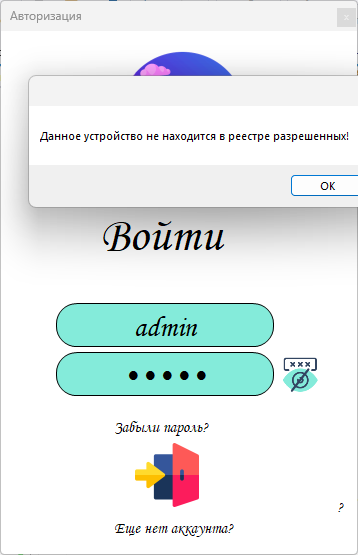 Авторизация
x
Данное устройство не находится в реестре разрешенных!
OK
Войти
admin
•••••
Забыли пароль?
?
Еще нет аккаунта?